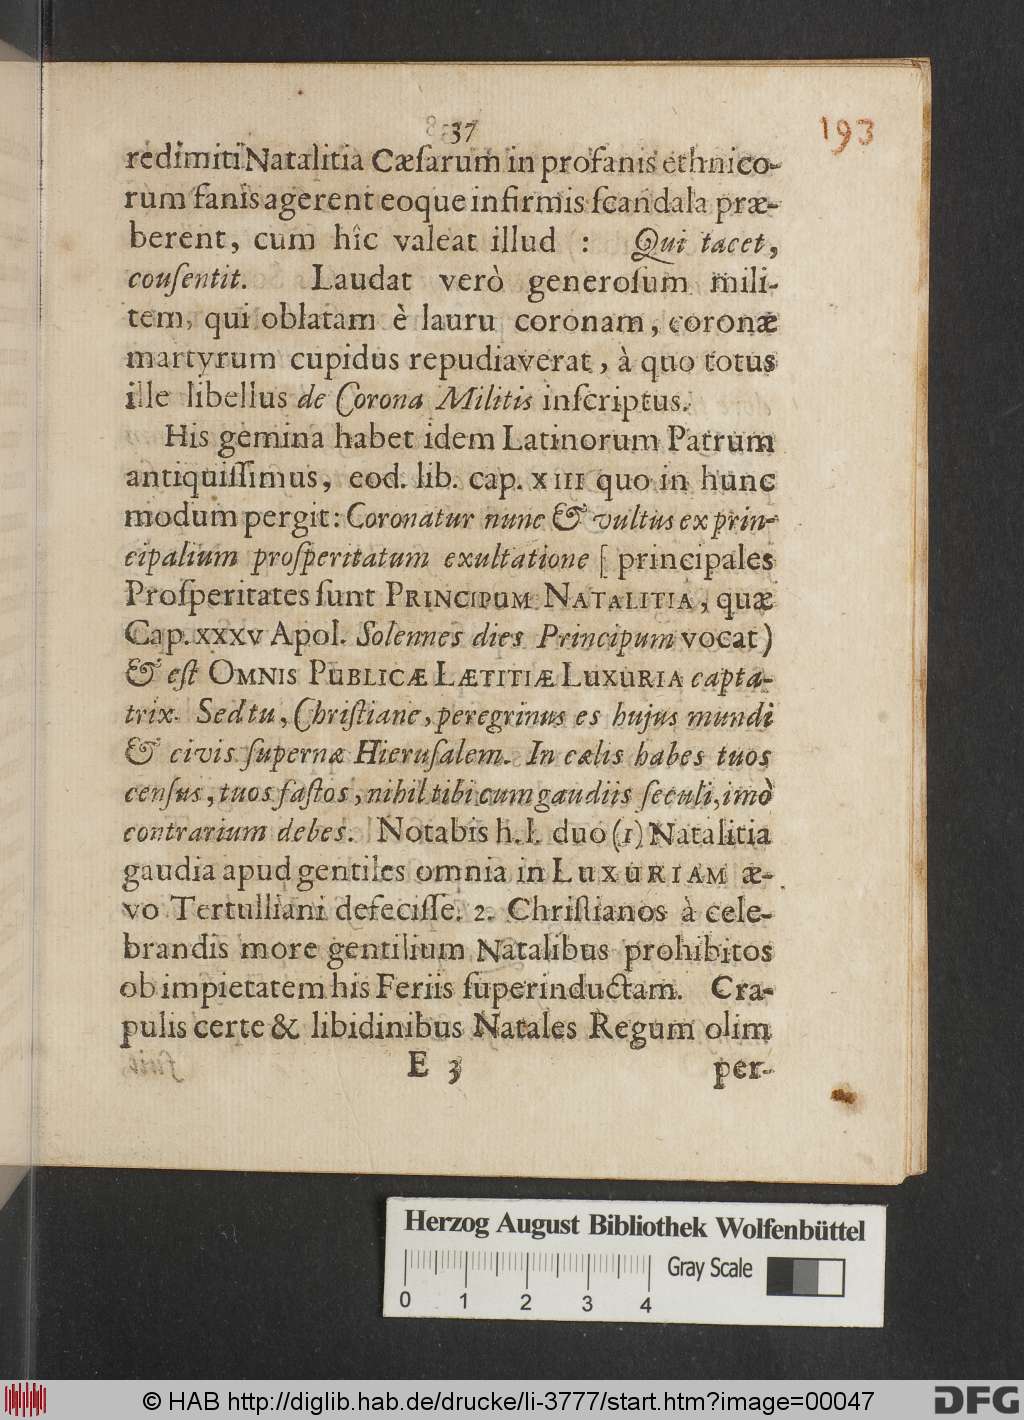 37
193
redimiti Natalitia Cæſarum in profanis ethnico-
rum fanis agerent eoque infirmis ſcandala præ-
berent, cum hîc valeat illud : Qui tacet,
couſentit. Laudat verò generoſum mili-
tem, qui oblatam è lauru coronam, coronæ
martyrum cupidus repudiaverat, à quo totus
ille libellus de Corona Militis inſcriptus.
His gemina habet idem Latinorum Patrum
antiquiſſimus, eod. lib. cap. XIII quo in hunc
modum pergit: Coronatur nunc & vultus ex prin-
cipalium proſperitatum exultatione [ principales
Proſperitates ſunt PRINCIPUM NATALITIA, quæ
Cap. XXXV Apol. Solennes dies Principum vocat)
& eſt OMNIS PUBLICÆ LÆTITIÆ LUXURIA capta-
trix. Sed tu, Chriſtiane, peregrinus es hujus mundi
& civis ſupernæ Hieruſalem. In cælis habes tuos
cenſus, tuos faſtos, nihil tibi cum gaudiis ſeculi, imò
contrarium debes. Notabis h. l. duo (1) Natalitia
gaudia apud gentiles omnia in LUXURIAM æ-
vo Tertulliani defeciſſe. 2. Chriſtianos à cele-
brandis more gentilium Natalibus prohibitos
ob impietatem his Feriis ſuperinductam. Cra-
pulis certe & libidinibus Natales Regum olim
E 3 per-
Herzog August Bibliothek Wolfenbüttel
Gray Scale
0 1 2 3 4
© HAB http://diglib.hab.de/drucke/li-3777/start.htm?image=00047
DFG